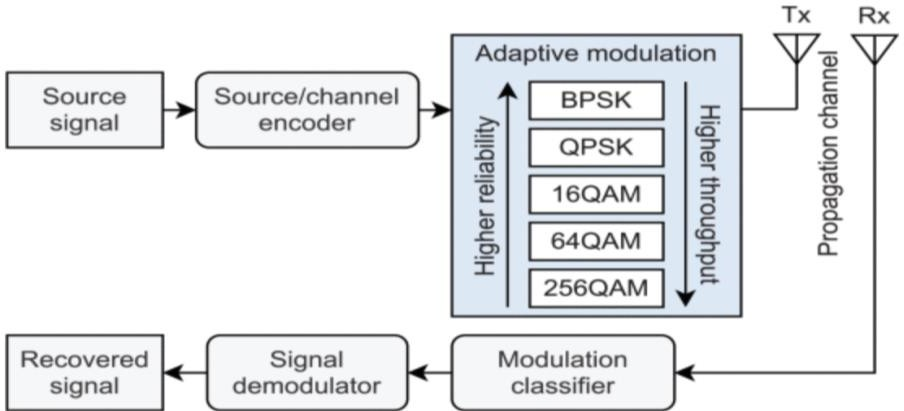 Tx
Rx
Adaptive modulation
Source
signal
Source/channel
encoder
Higher reliability
BPSK
QPSK
16QAM
64QAM
256QAM
Higher throughput
Propagation channel
Recovered
signal
Signal
demodulator
Modulation
classifier